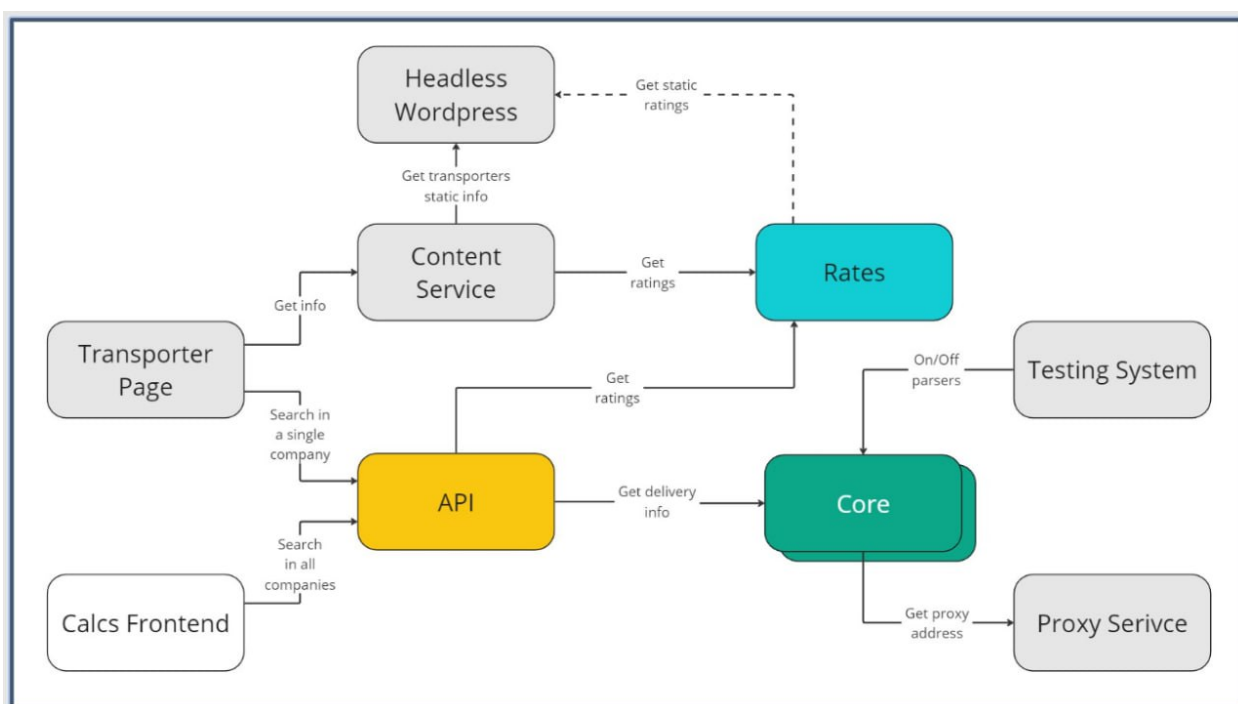 Headless
Wordpress
Get static
ratings
Get transporters
static info
Content
Service
Get
ratings
Rates
Get info
Transporter
Page
On/Off
parsers
Testing System
Get
ratings
Search in
a single
company
API
Get delivery
info
Core
Search
in all
companies
Calcs Frontend
Get proxy
address
Proxy Serivce